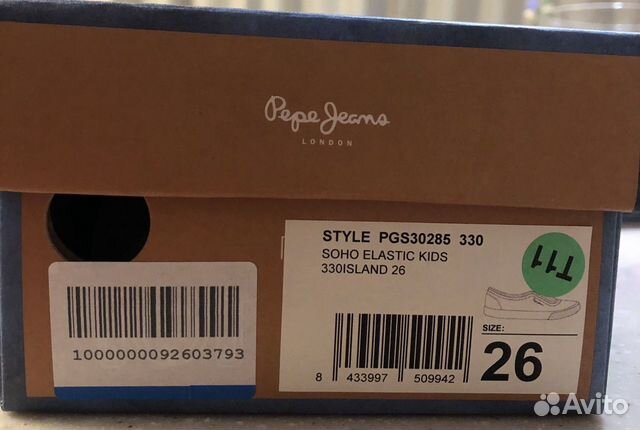 Pepe Jeans
LONDON
STYLE PGS30285 330
SOHO ELASTIC KIDS
330ISLAND 26
T11
SIZE:
26
8 433997 509942
1000000092603793
Avito